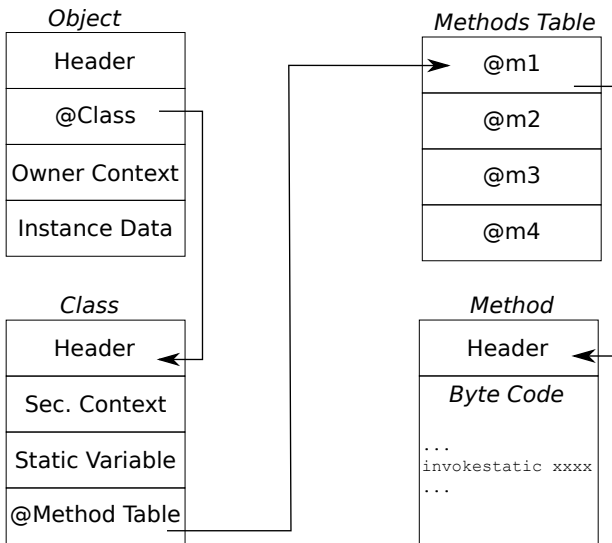 Object
Header
@Class
Owner Context
Instance Data
Class
Header
Sec. Context
Static Variable
@Method Table
Methods Table
@m1
@m2
@m3
@m4
Method
Header
Byte Code
...
invokestatic xxxx
...